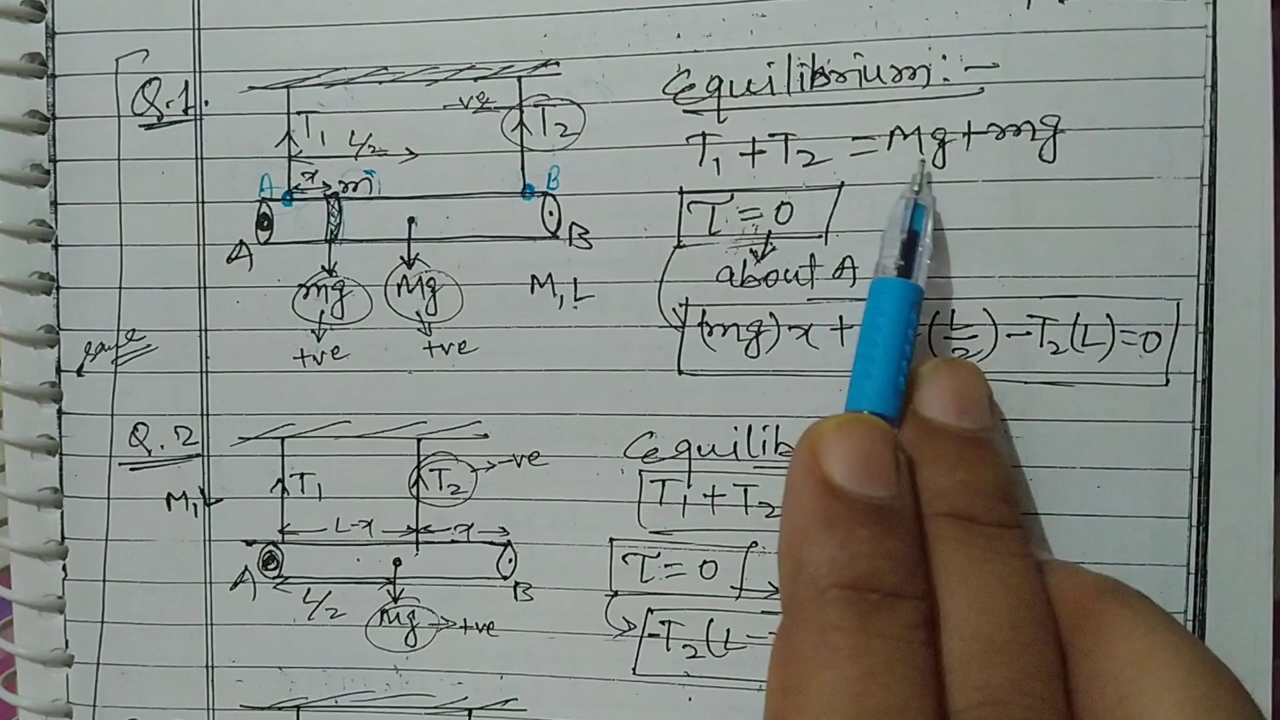 Q.1.
-ve
T1
T2
L/2
A
x
m
B
A
B
mg
Mg
M, L
+ve
+ve
Equilibrium:-
T1 + T2 = Mg + mg
τ = 0
about A
(mg) x + (L/2) - T2(L) = 0
Q.2
M, L
T1
T2
-ve
L-x
x
A
B
L/2
Mg
+ve
T1 + T2
τ = 0
-T2(L-